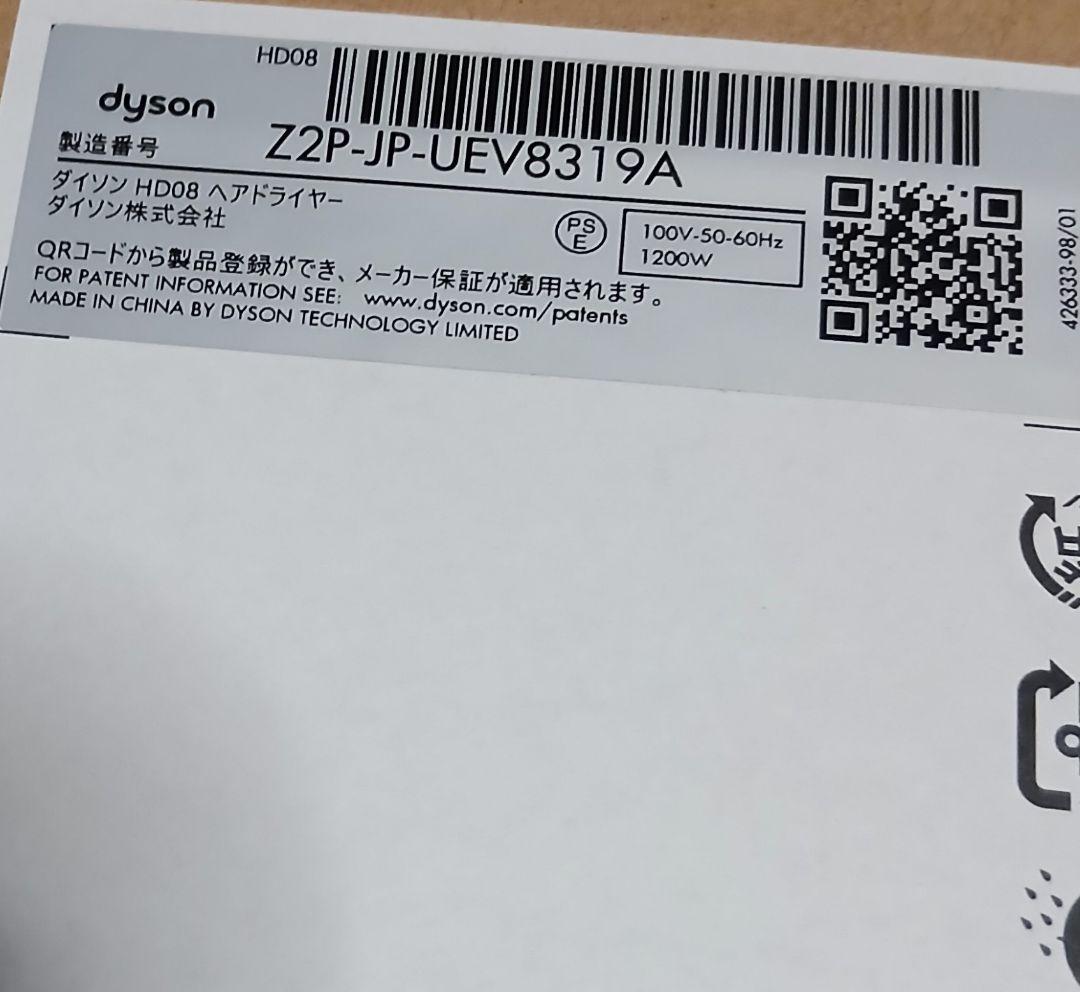 HD08
dyson
製造番号
Z2P-JP-UEV8319A
ダイソン HD08 ヘアドライヤー
ダイソン株式会社
PS
E
100V-50-60Hz
1200W
QRコードから製品登録ができ、メーカー保証が適用されます。
FOR PATENT INFORMATION SEE: www.dyson.com/patents
MADE IN CHINA BY DYSON TECHNOLOGY LIMITED
426333-98/01